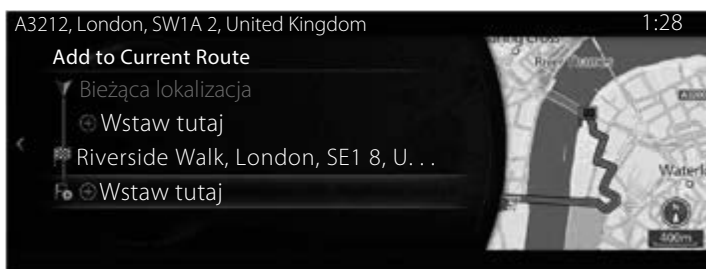 A3212, London, SW1A 2, United Kingdom 1:28
Add to Current Route
Bieżąca lokalizacja
Wstaw tutaj
Riverside Walk, London, SE1 8, U. . .
Wstaw tutaj
400m